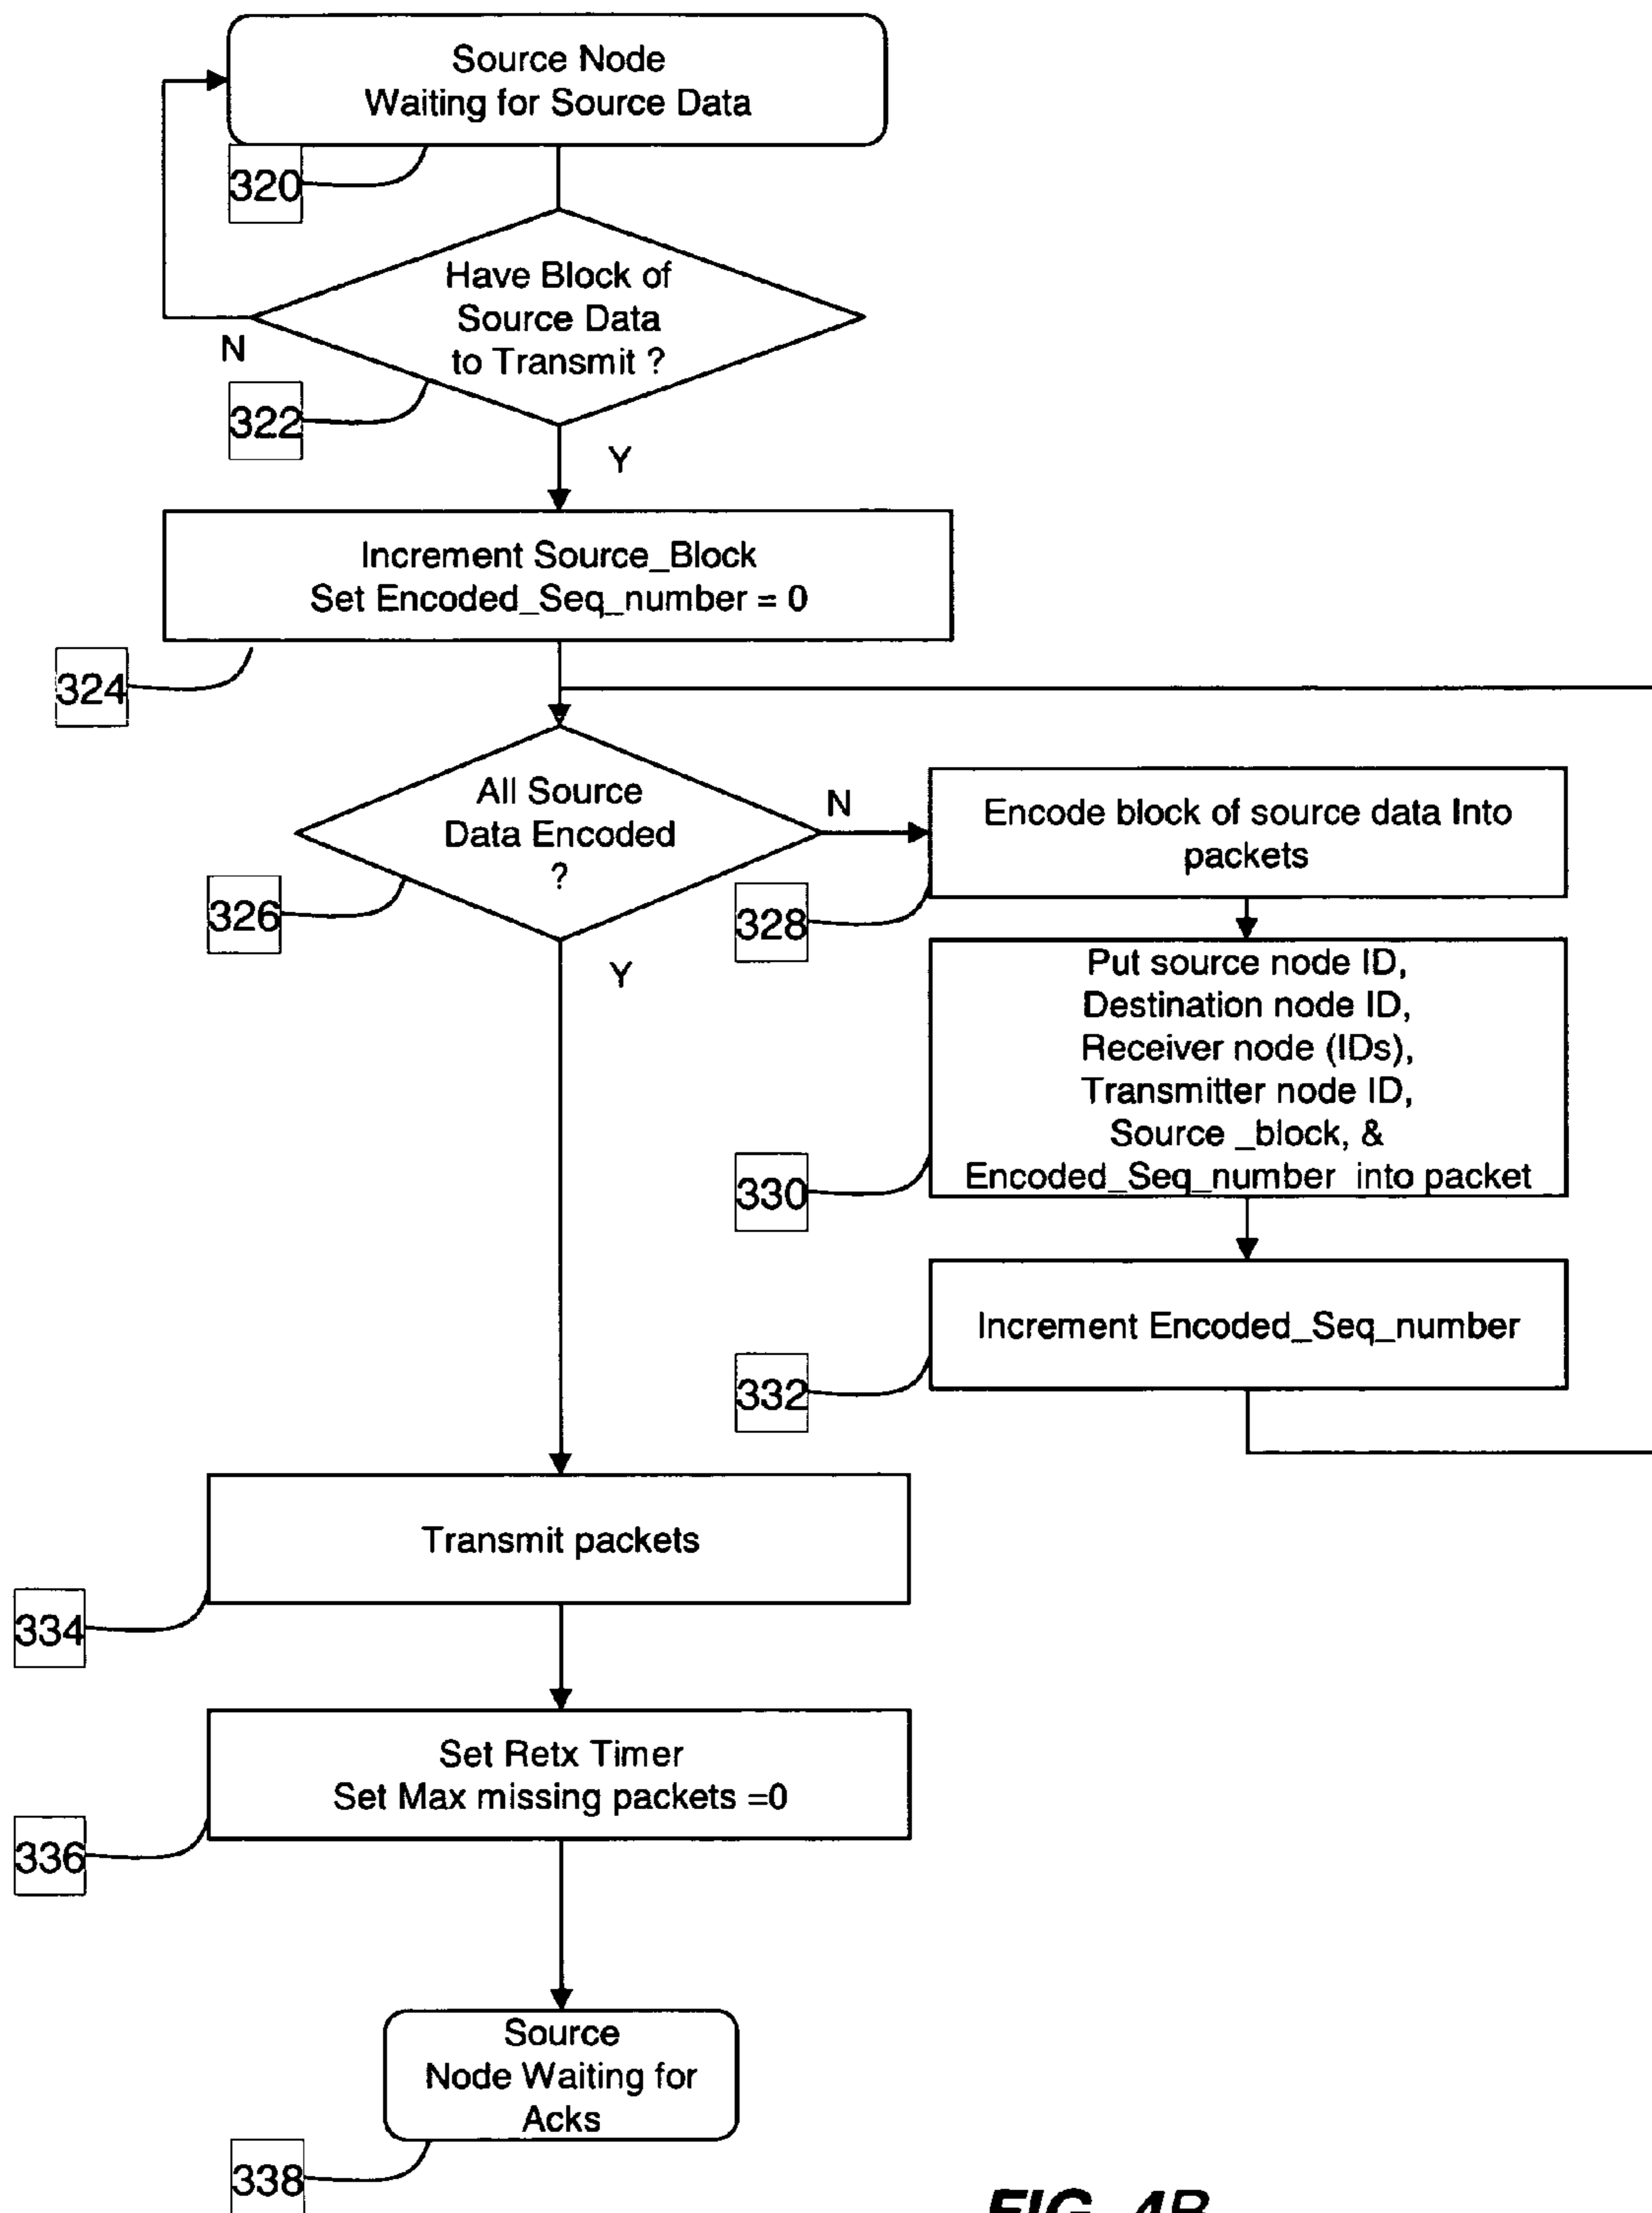 Source Node
Waiting for Source Data
320
Have Block of
Source Data
to Transmit ?
N
322
Y
Increment Source_Block
Set Encoded_Seq_number = 0
324
All Source
Data Encoded
?
N
326
Y
Encode block of source data Into
packets
328
Put source node ID,
Destination node ID,
Receiver node (IDs),
Transmitter node ID,
Source _block, &
Encoded_Seq_number into packet
330
Increment Encoded_Seq_number
332
Transmit packets
334
Set Retx Timer
Set Max missing packets =0
336
Source
Node Waiting for
Acks
338
FIG. 4B